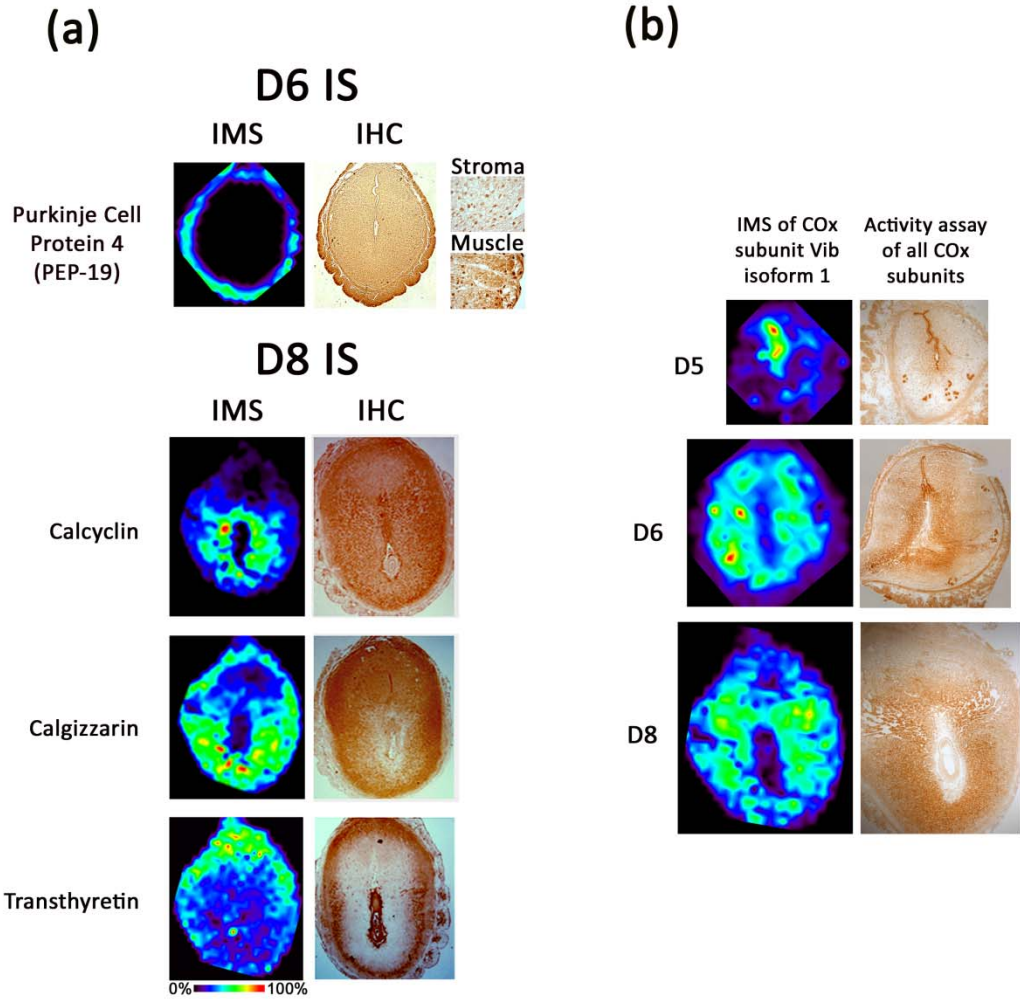 (a)
D6 IS
IMS IHC
Purkinje Cell
Protein 4
(PEP-19)
Stroma
Muscle
D8 IS
IMS IHC
Calcyclin
Calgizzarin
Transthyretin
0% 100%
(b)
IMS of COx
subunit Vib
isoform 1
Activity assay
of all COx
subunits
D5
D6
D8